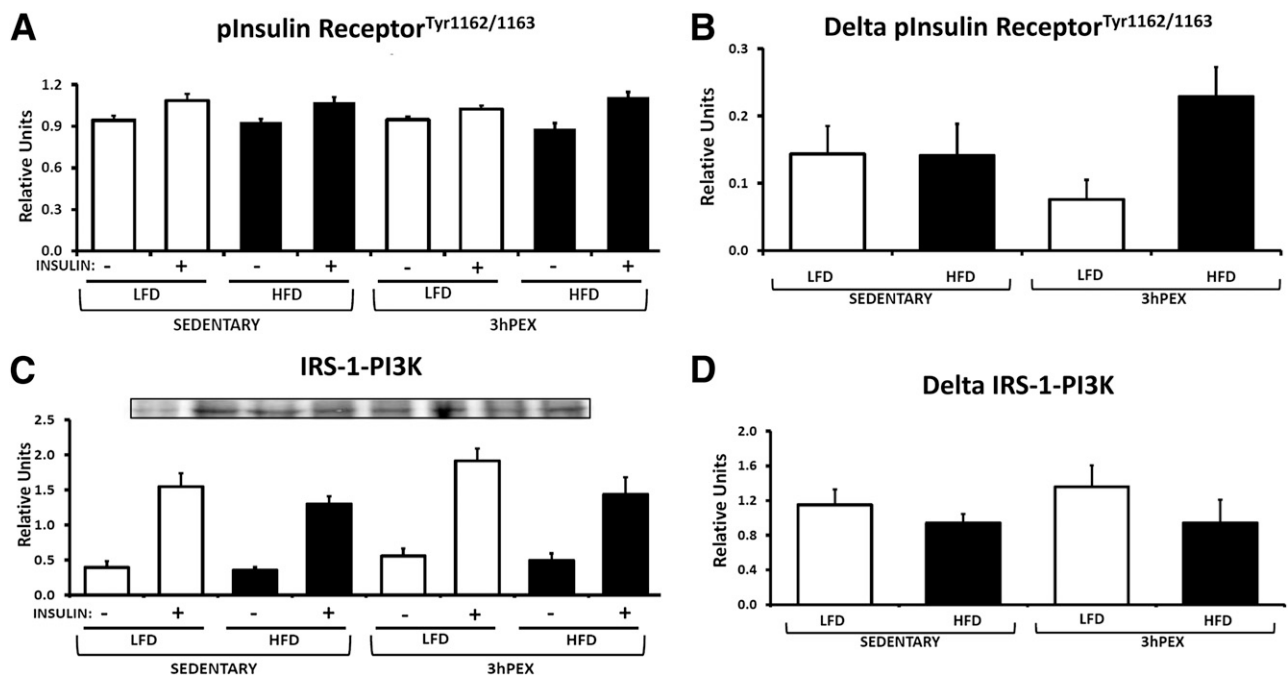 A
pInsulin Receptor^Tyr1162/1163
Relative Units
1.2
0.9
0.6
0.3
0.0
INSULIN: - + - + - + - +
LFD HFD LFD HFD
SEDENTARY 3hPEX
B
Delta pInsulin Receptor^Tyr1162/1163
Relative Units
0.3
0.2
0.1
0.0
LFD HFD LFD HFD
SEDENTARY 3hPEX
C
IRS-1-PI3K
Relative Units
2.5
2.0
1.5
1.0
0.5
0.0
INSULIN: - + - + - + - +
LFD HFD LFD HFD
SEDENTARY 3hPEX
D
Delta IRS-1-PI3K
Relative Units
2.0
1.6
1.2
0.8
0.4
0.0
LFD HFD LFD HFD
SEDENTARY 3hPEX